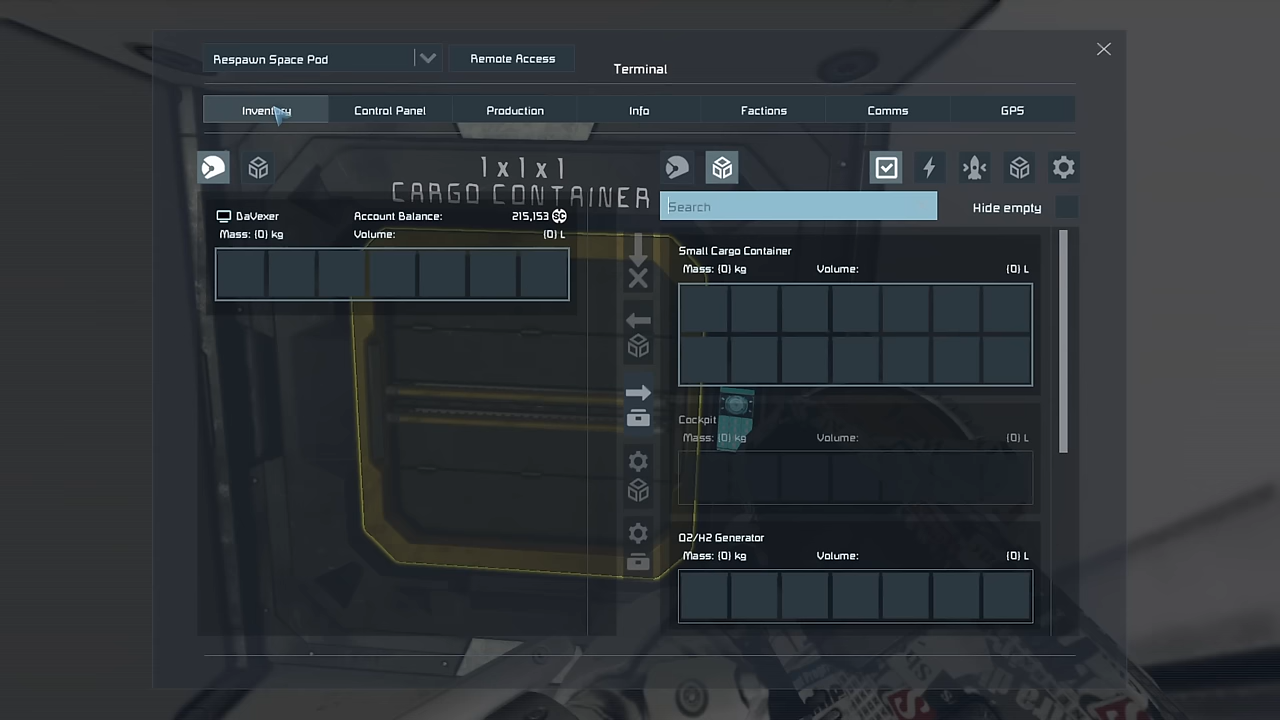 Respawn Space Pod
Remote Access
Terminal
Inventory
Control Panel
Production
Info
Factions
Comms
GPS
1x1x1
CARGO CONTAINER
Search
Hide empty
DaVexer
Account Balance:
215,153 SC
Mass: (0) kg
Volume:
(0) L
Small Cargo Container
Mass: (0) kg
Volume:
(0) L
Cockpit
Mass: (0) kg
Volume:
(0) L
O2/H2 Generator
Mass: (0) kg
Volume:
(0) L